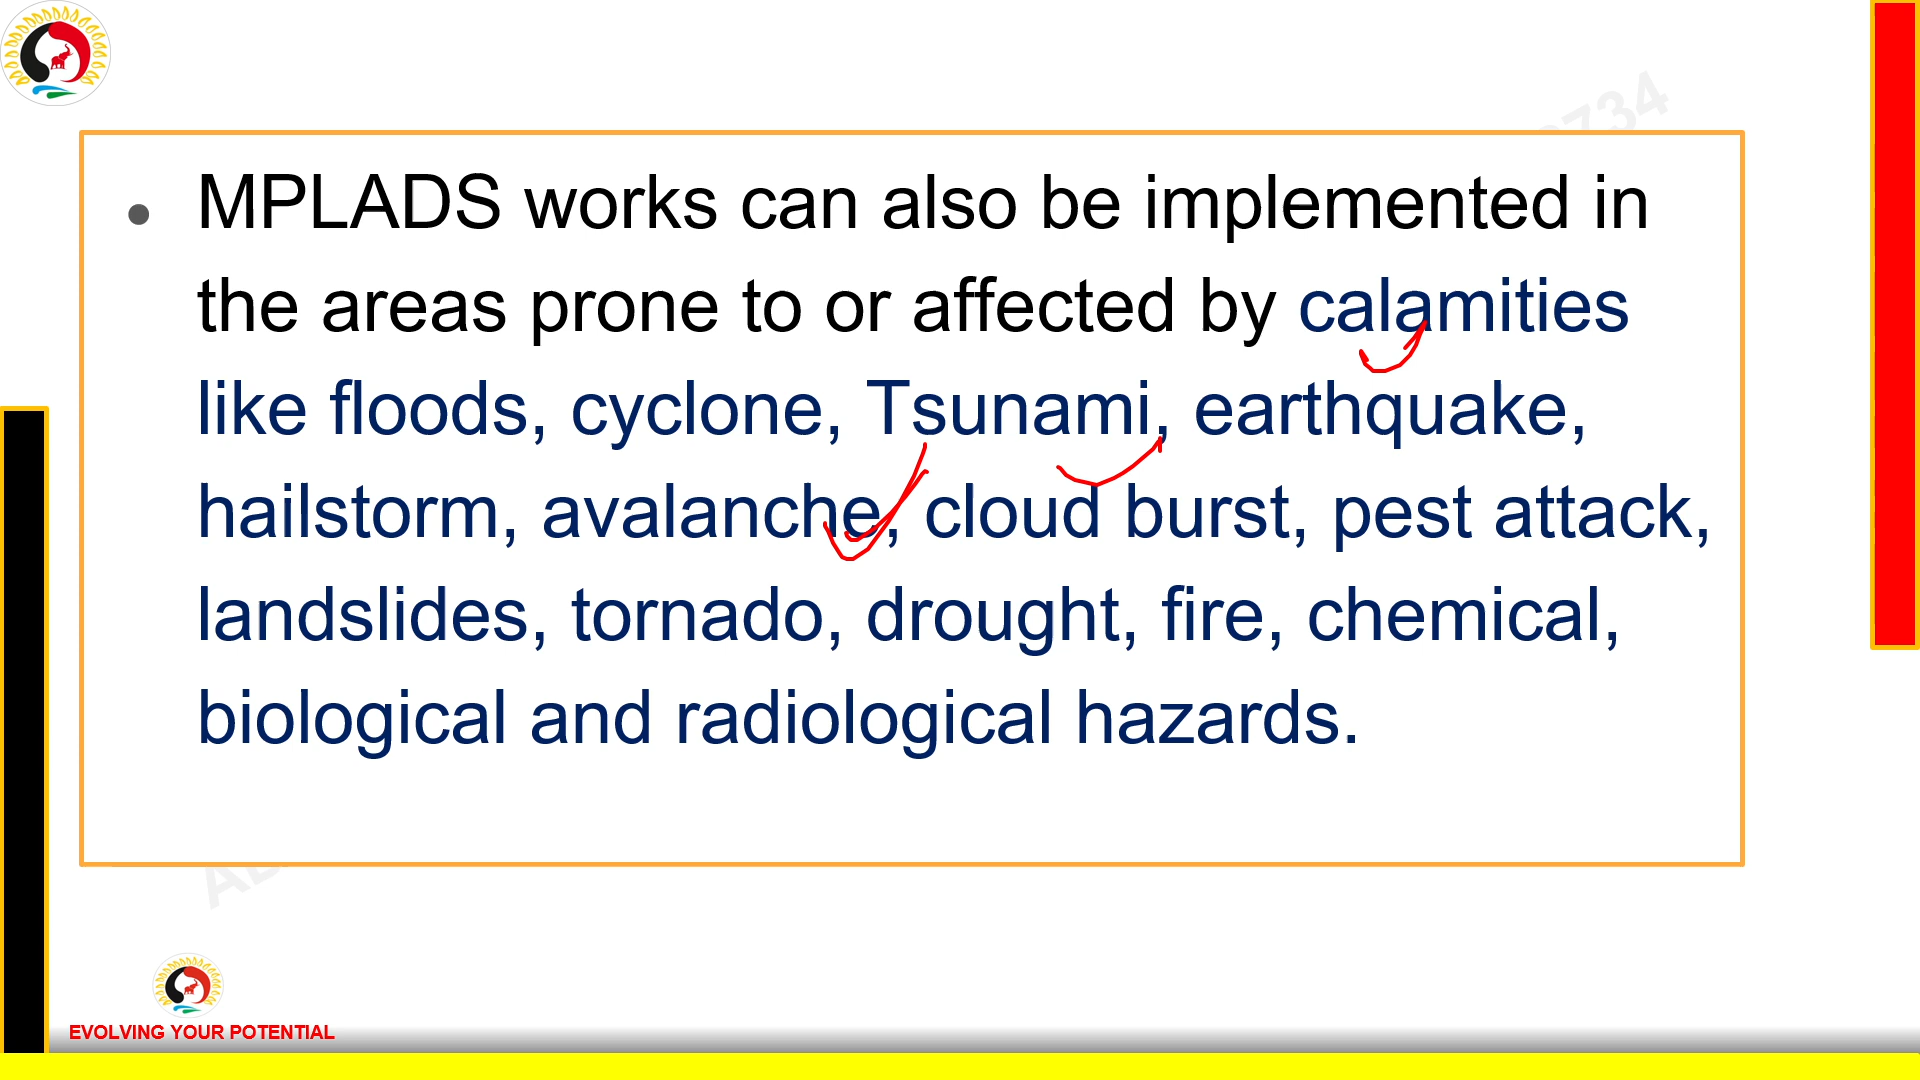 • MPLADS works can also be implemented in
the areas prone to or affected by calamities
like floods, cyclone, Tsunami, earthquake,
hailstorm, avalanche, cloud burst, pest attack,
landslides, tornado, drought, fire, chemical,
biological and radiological hazards.
EVOLVING YOUR POTENTIAL